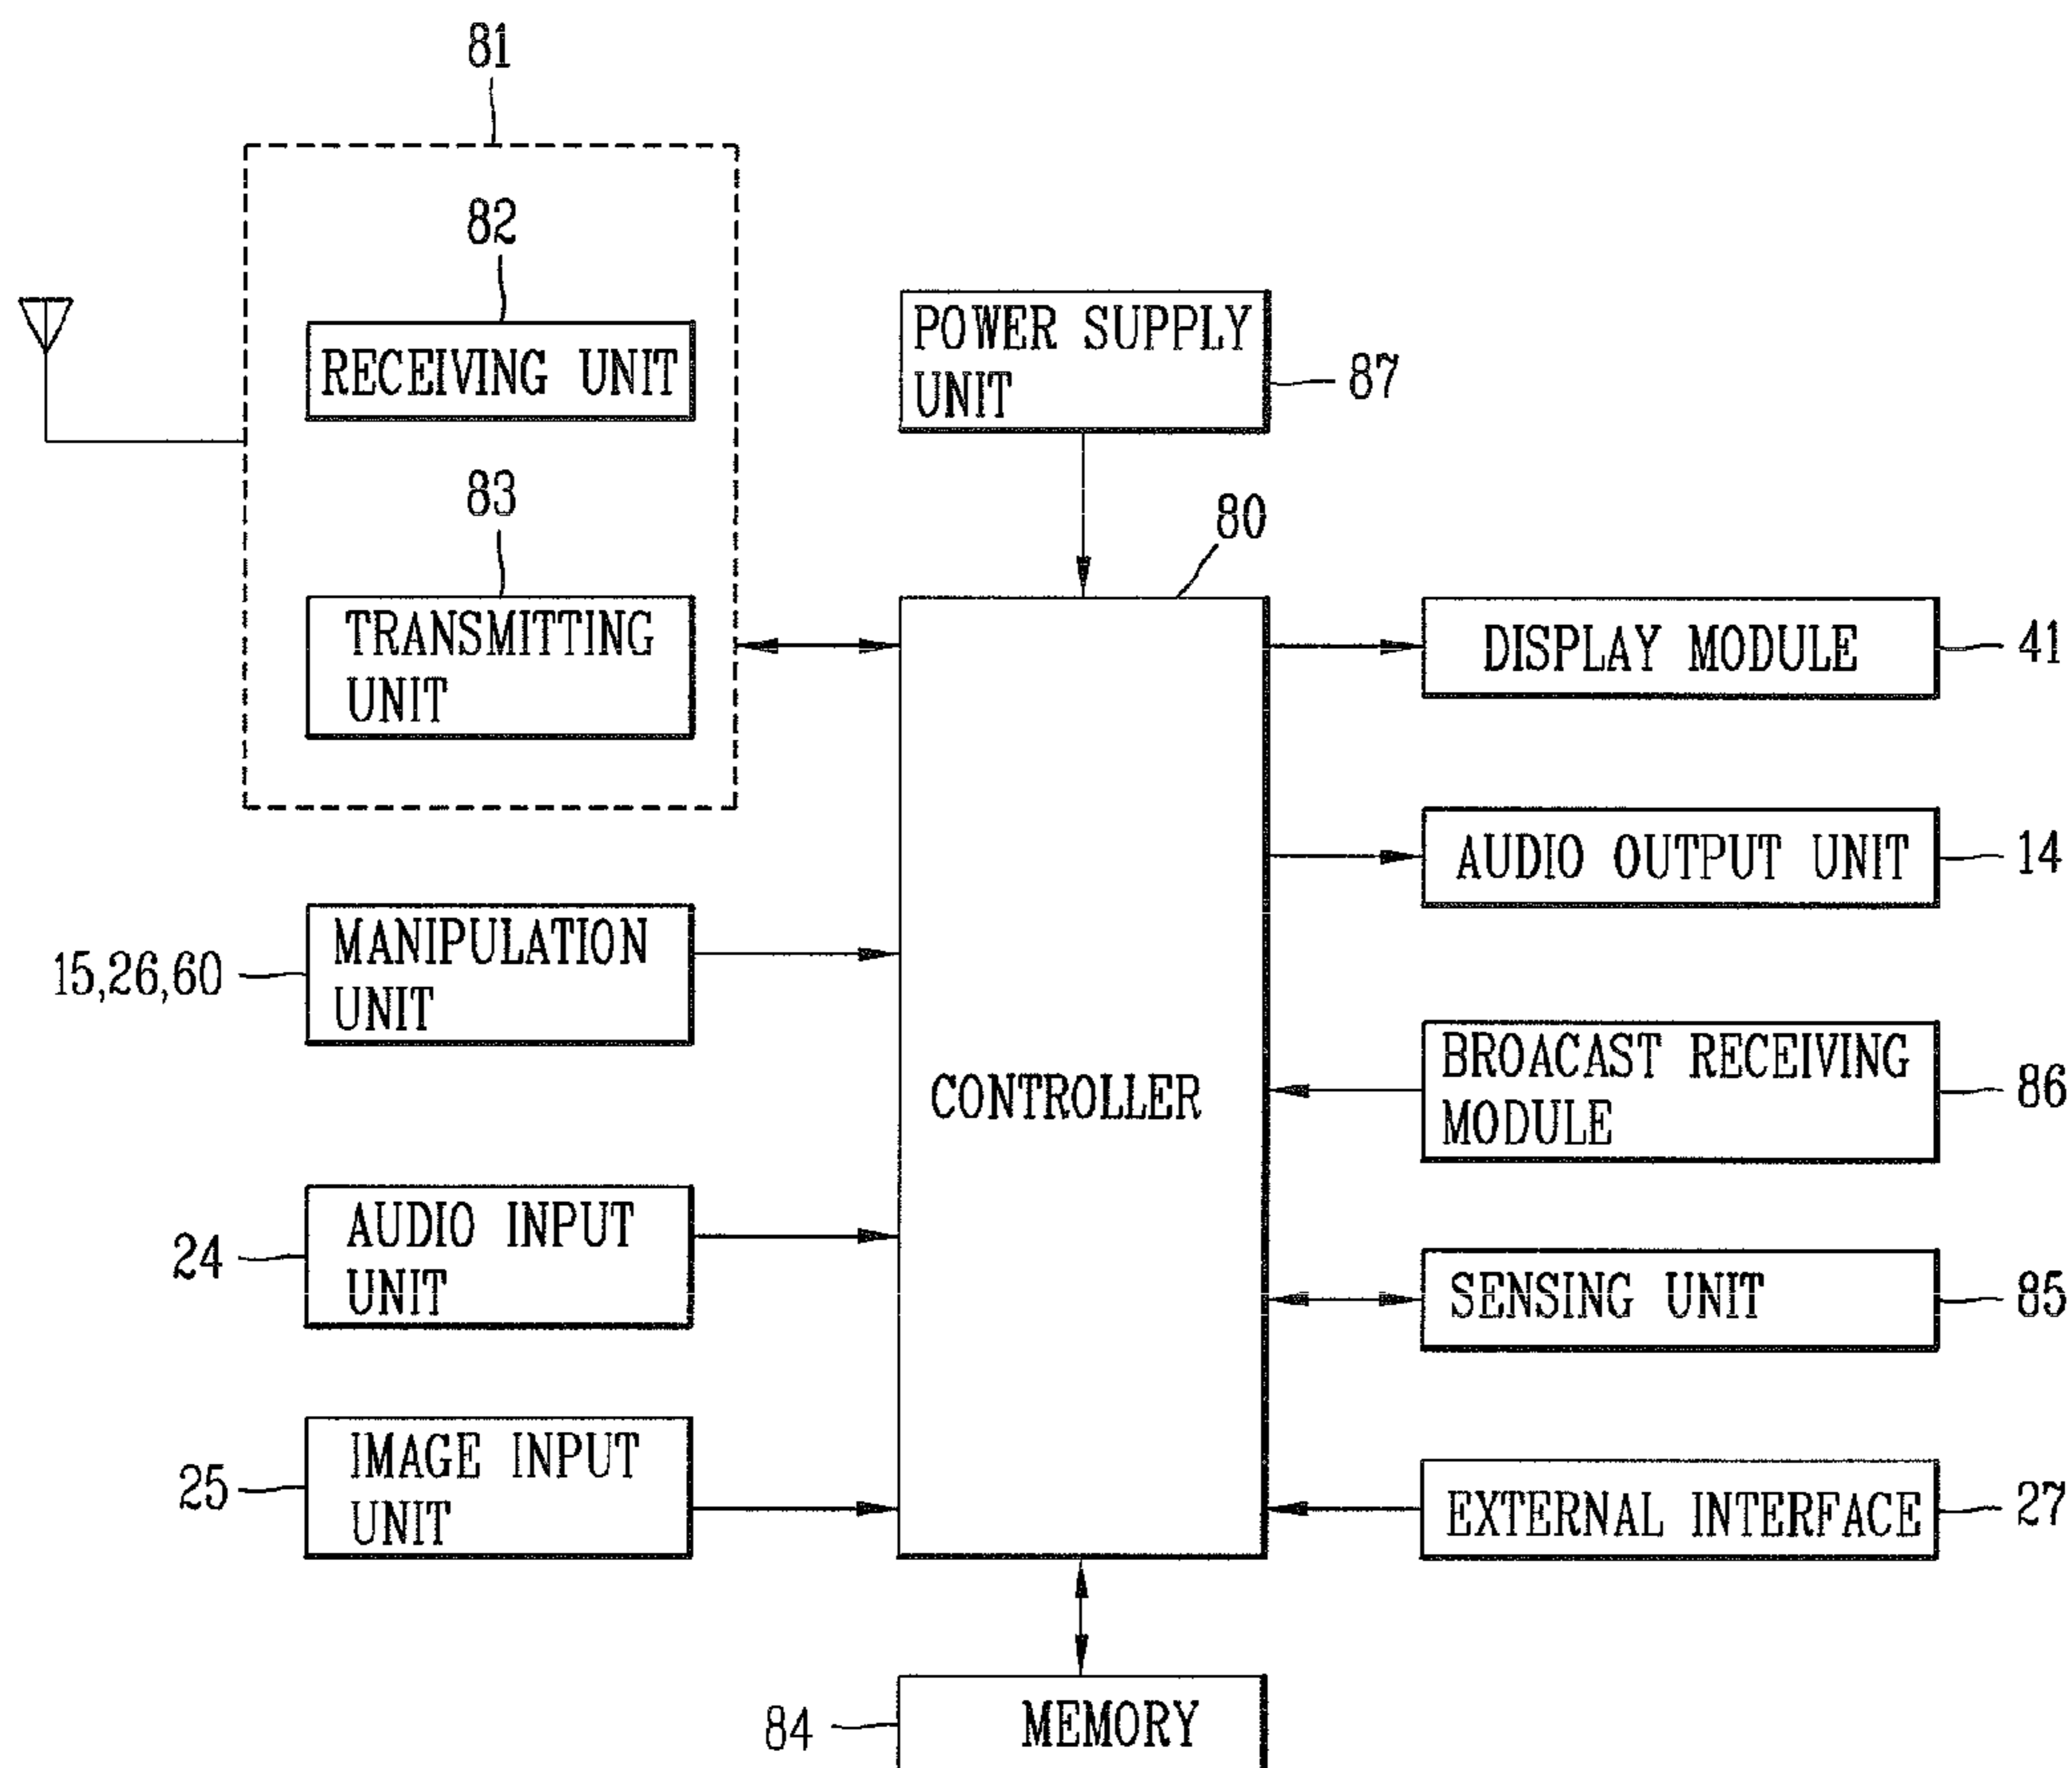 81
82
RECEIVING UNIT
83
TRANSMITTING
UNIT
POWER SUPPLY
UNIT
87
80
CONTROLLER
15,26,60
MANIPULATION
UNIT
24
AUDIO INPUT
UNIT
25
IMAGE INPUT
UNIT
DISPLAY MODULE
41
AUDIO OUTPUT UNIT
14
BROACAST RECEIVING
MODULE
86
SENSING UNIT
85
EXTERNAL INTERFACE
27
84
MEMORY